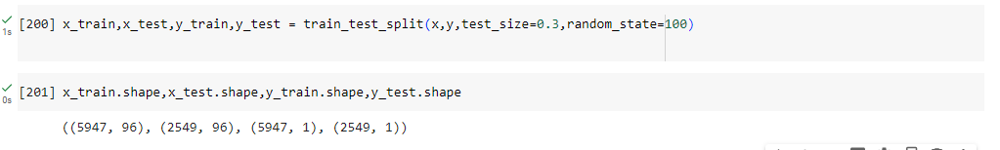 [200] x_train,x_test,y_train,y_test = train_test_split(x,y,test_size=0.3,random_state=100)
1s
[201] x_train.shape,x_test.shape,y_train.shape,y_test.shape
0s
((5947, 96), (2549, 96), (5947, 1), (2549, 1))